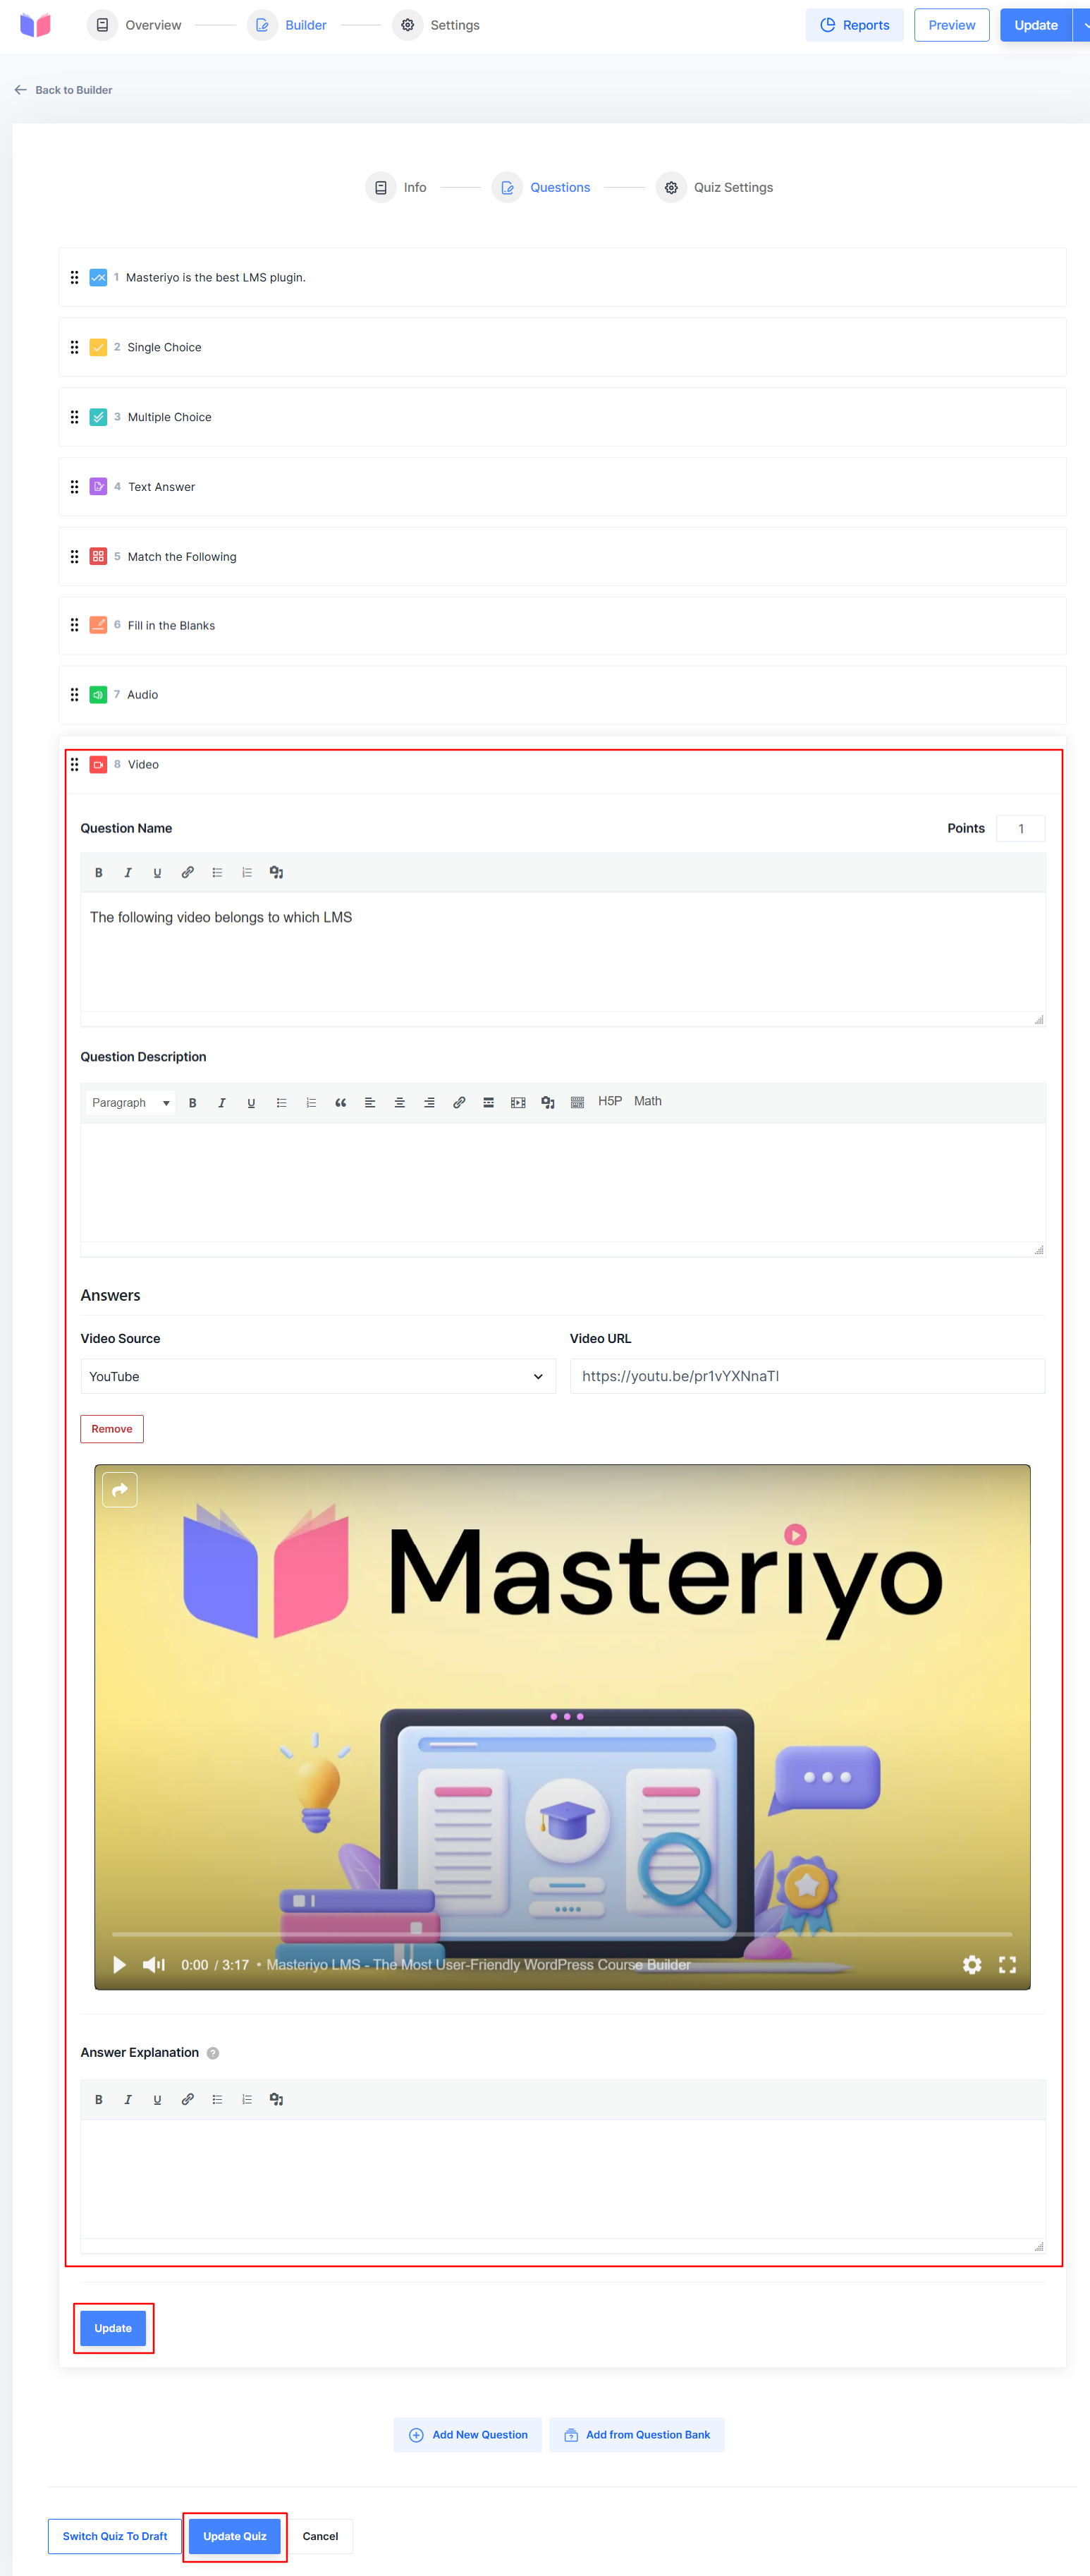 Overview Builder Settings Reports Preview Update
Back to Builder
Info Questions Quiz Settings
1 Masteriyo is the best LMS plugin.
2 Single Choice
3 Multiple Choice
4 Text Answer
5 Match the Following
6 Fill in the Blanks
7 Audio
8 Video
Question Name Points 1
B I U
The following video belongs to which LMS
Question Description
Paragraph B I U H5P Math
Answers
Video Source Video URL
YouTube https://youtu.be/pr1vYXNnaTI
Remove
Masteriyo
0:00 / 3:17 • Masteriyo LMS - The Most User-Friendly WordPress Course Builder
Answer Explanation ?
B I U
Update
Add New Question Add from Question Bank
Switch Quiz To Draft Update Quiz Cancel